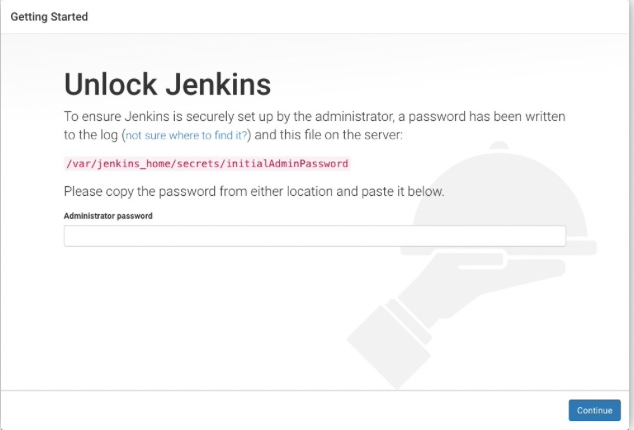 Getting Started
Unlock Jenkins
To ensure Jenkins is securely set up by the administrator, a password has been written
to the log (not sure where to find it?) and this file on the server:
/var/jenkins_home/secrets/initialAdminPassword
Please copy the password from either location and paste it below.
Administrator password
Continue